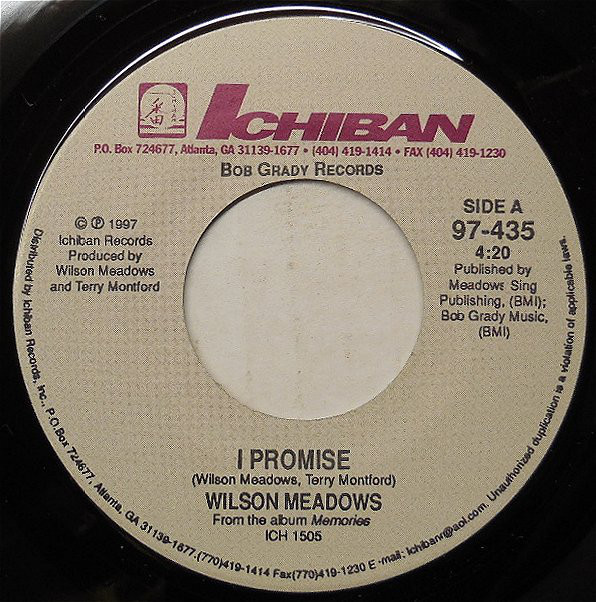 一番
ICHIBAN
ICHIBAN
P.O. Box 724677, Atlanta, GA 31139-1677 • (404) 419-1414 • FAX (404) 419-1230
BOB GRADY RECORDS
© ℗ 1997
Ichiban Records
Produced by
Wilson Meadows
and Terry Montford
SIDE A
97-435
4:20
Published by
Meadows Sing
Publishing, (BMI);
Bob Grady Music,
(BMI)
I PROMISE
(Wilson Meadows, Terry Montford)
WILSON MEADOWS
From the album Memories
ICH 1505
Distributed by Ichiban Records, Inc., P.O.Box 724677, Atlanta, GA 31139-1677.(770)419-1414 Fax(770)419-1230 E-mail: Ichibanr@aol.com. Unauthorized duplication is a violation of applicable laws.